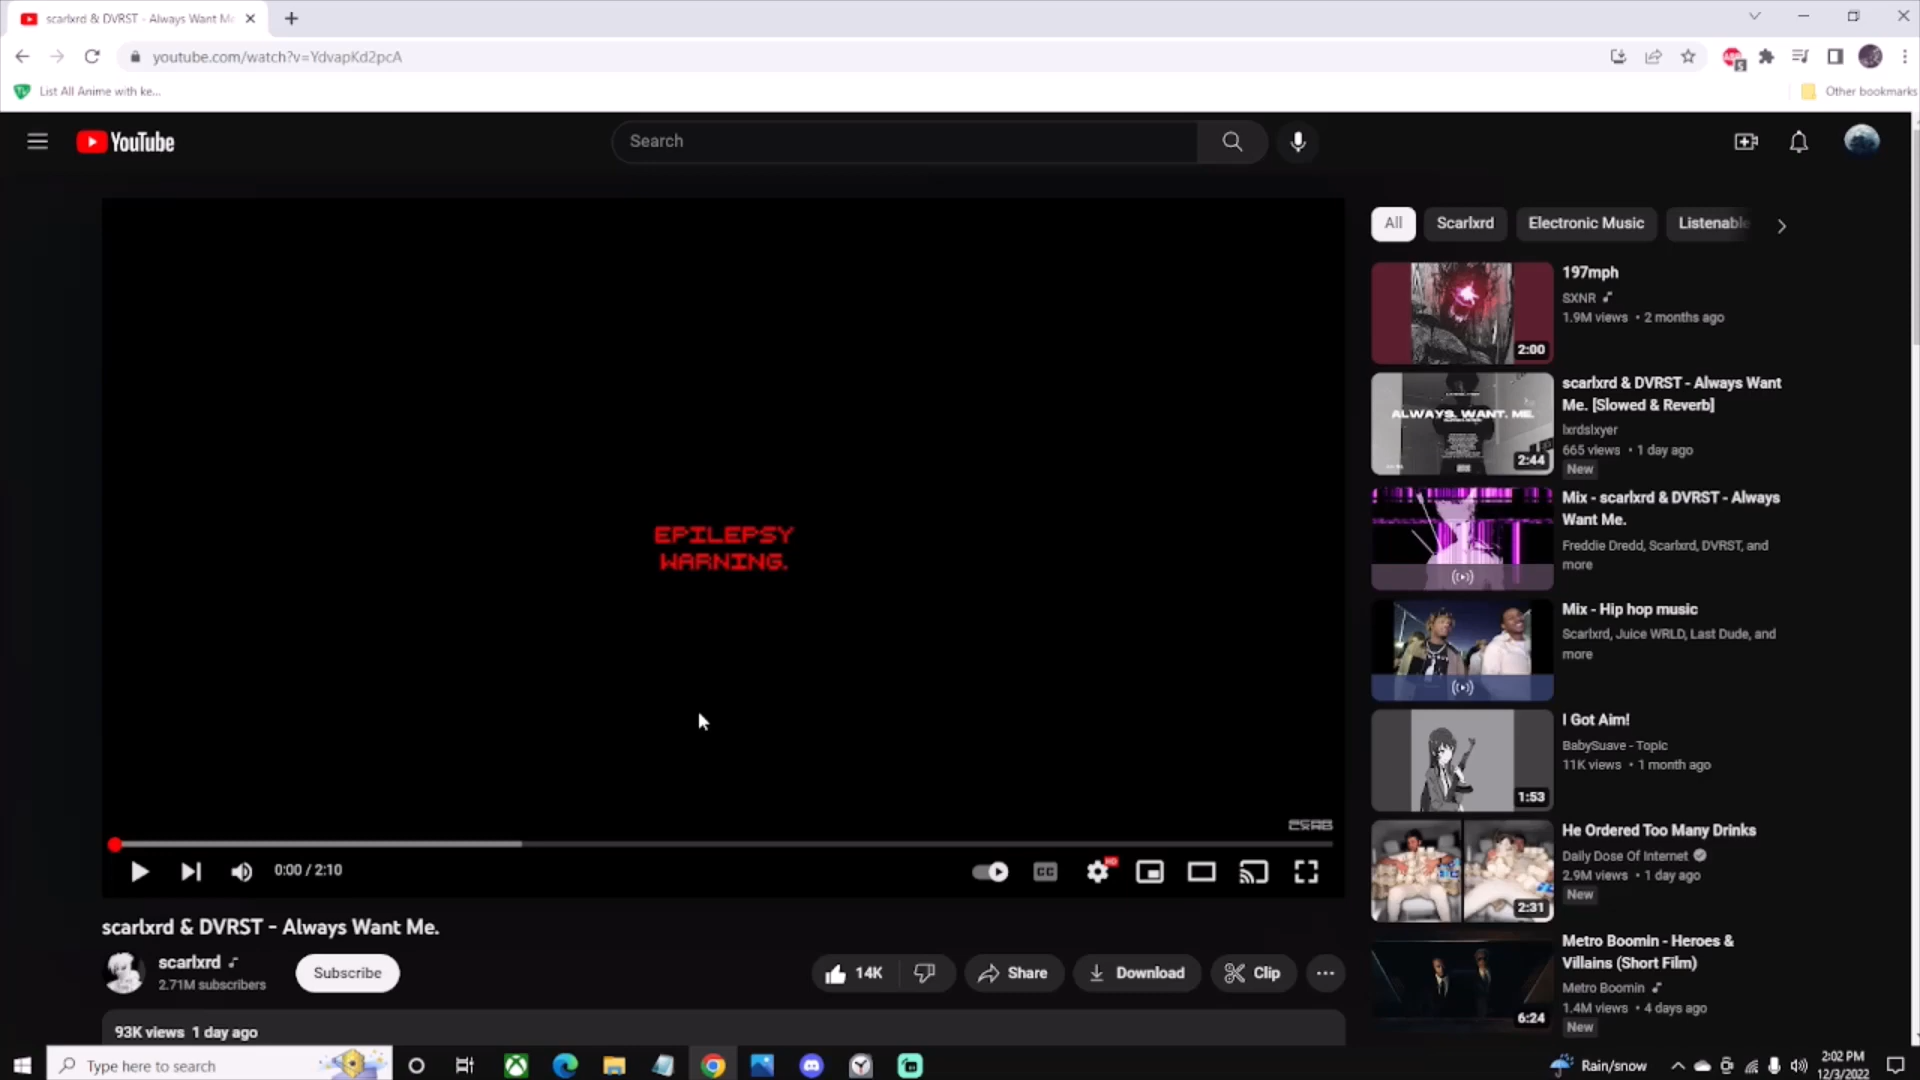 scarlxrd & DVRST - Always Want Me
youtube.com/watch?v=YdvapKd2pcA
List All Anime with ke...
Other bookmarks
YouTube
Search
EPILEPSY
WARNING.
0:00 / 2:10
CC
HD
scarlxrd & DVRST - Always Want Me.
scarlxrd
2.71M subscribers
Subscribe
14K
Share
Download
Clip
93K views 1 day ago
All
Scarlxrd
Electronic Music
Listenable
197mph
SXNR
1.9M views • 2 months ago
2:00
ALWAYS. WANT. ME.
2:44
scarlxrd & DVRST - Always Want
Me. [Slowed & Reverb]
lxrdslxyer
665 views • 1 day ago
New
Mix - scarlxrd & DVRST - Always
Want Me.
Freddie Dredd, Scarlxrd, DVRST, and
more
Mix - Hip hop music
Scarlxrd, Juice WRLD, Last Dude, and
more
I Got Aim!
BabySuave - Topic
11K views • 1 month ago
1:53
He Ordered Too Many Drinks
Daily Dose Of Internet
2.9M views • 1 day ago
New
2:31
Metro Boomin - Heroes &
Villains (Short Film)
Metro Boomin
1.4M views • 4 days ago
New
6:24
Type here to search
Rain/snow
2:02 PM
12/3/2022